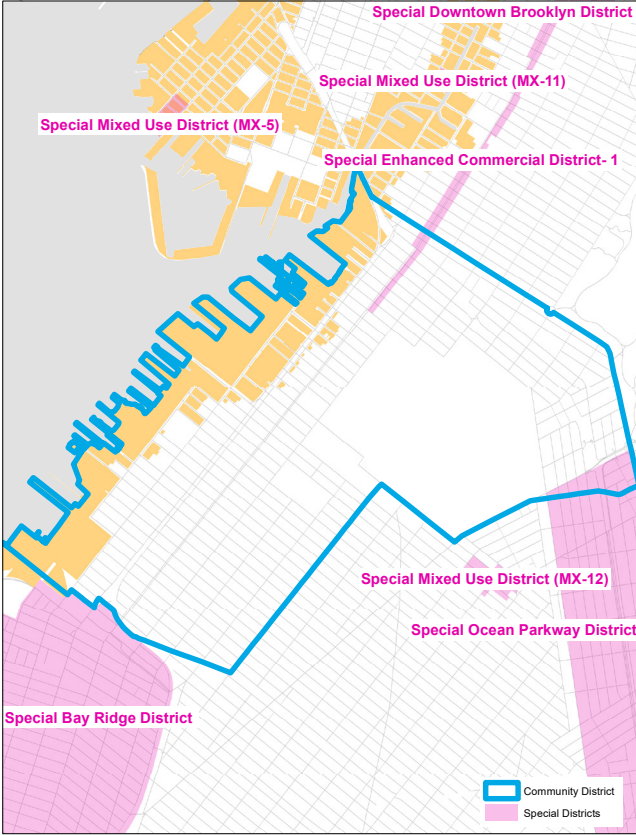 Special Downtown Brooklyn District
Special Mixed Use District (MX-11)
Special Mixed Use District (MX-5)
Special Enhanced Commercial District- 1
Special Mixed Use District (MX-12)
Special Ocean Parkway District
Special Bay Ridge District
Community District
Special Districts